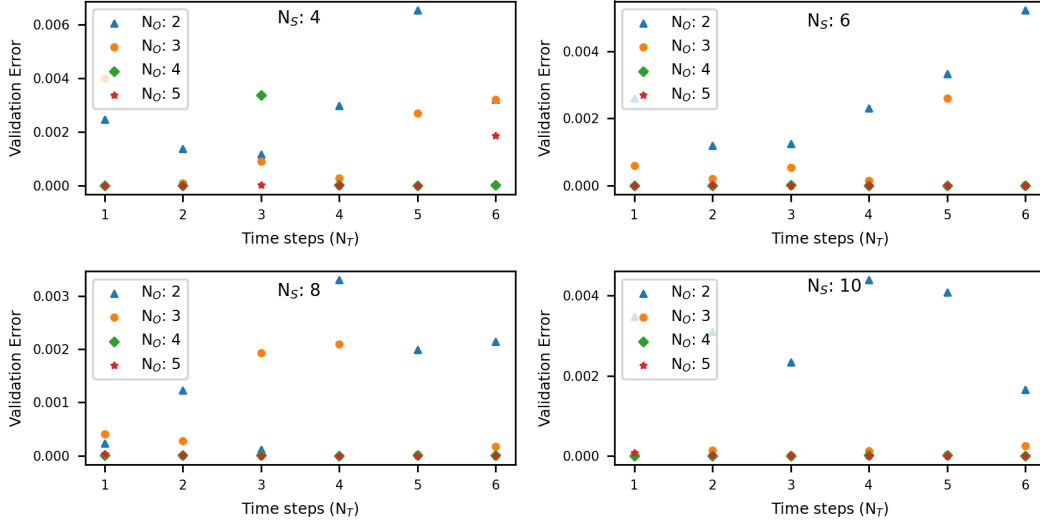 N_S: 4
N_O: 2
N_O: 3
N_O: 4
N_O: 5
Validation Error
0.006
0.004
0.002
0.000
1 2 3 4 5 6
Time steps (N_T)
N_S: 6
N_O: 2
N_O: 3
N_O: 4
N_O: 5
Validation Error
0.004
0.002
0.000
1 2 3 4 5 6
Time steps (N_T)
N_S: 8
N_O: 2
N_O: 3
N_O: 4
N_O: 5
Validation Error
0.003
0.002
0.001
0.000
1 2 3 4 5 6
Time steps (N_T)
N_S: 10
N_O: 2
N_O: 3
N_O: 4
N_O: 5
Validation Error
0.004
0.002
0.000
1 2 3 4 5 6
Time steps (N_T)